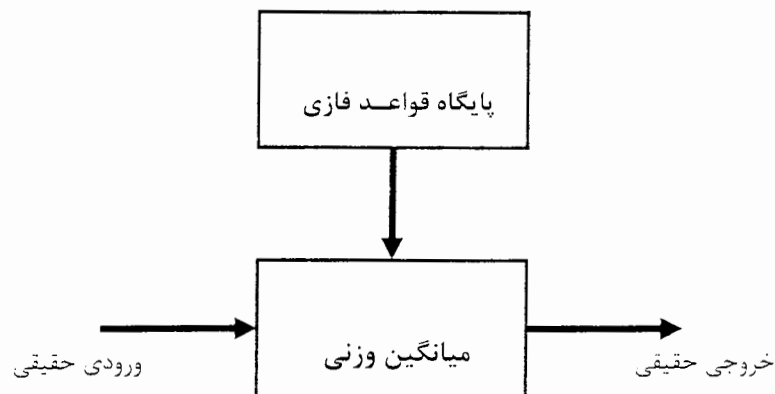 پایگاه قواعد فازی
میانگین وزنی
ورودی حقیقی
خروجی حقیقی